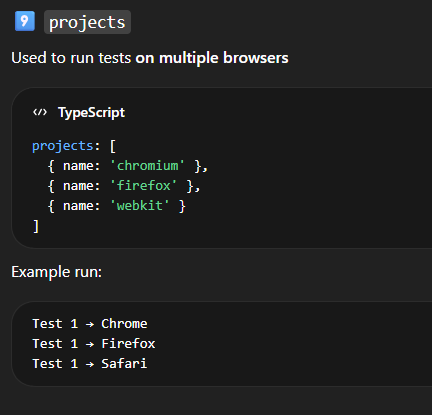 9 projects
Used to run tests on multiple browsers
</> TypeScript
projects: [
  { name: 'chromium' },
  { name: 'firefox' },
  { name: 'webkit' }
]
Example run:
Test 1 → Chrome
Test 1 → Firefox
Test 1 → Safari